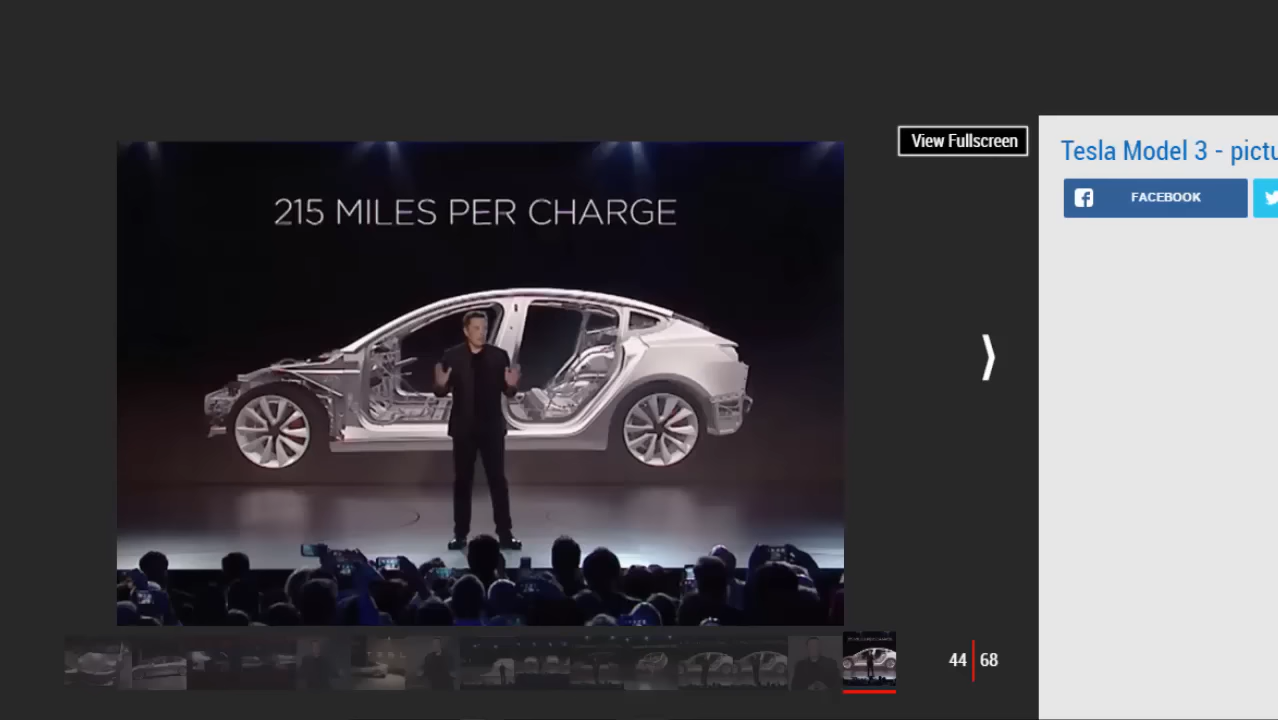 View Fullscreen
Tesla Model 3 - pictu
FACEBOOK
215 MILES PER CHARGE
44 68